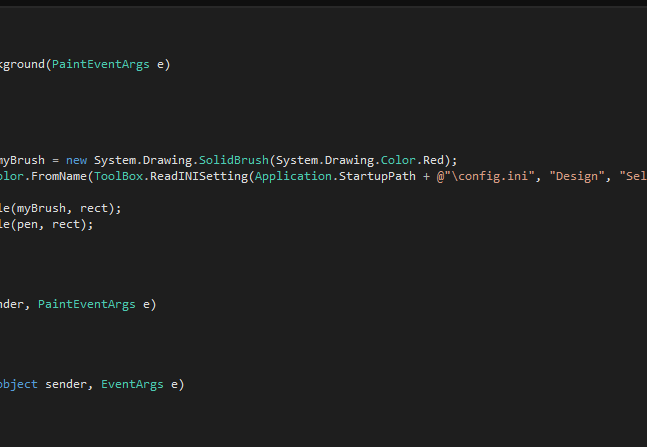 kground(PaintEventArgs e)
myBrush = new System.Drawing.SolidBrush(System.Drawing.Color.Red);
olor.FromName(ToolBox.ReadINISetting(Application.StartupPath + @"\config.ini", "Design", "Sel
le(myBrush, rect);
le(pen, rect);
nder, PaintEventArgs e)
object sender, EventArgs e)